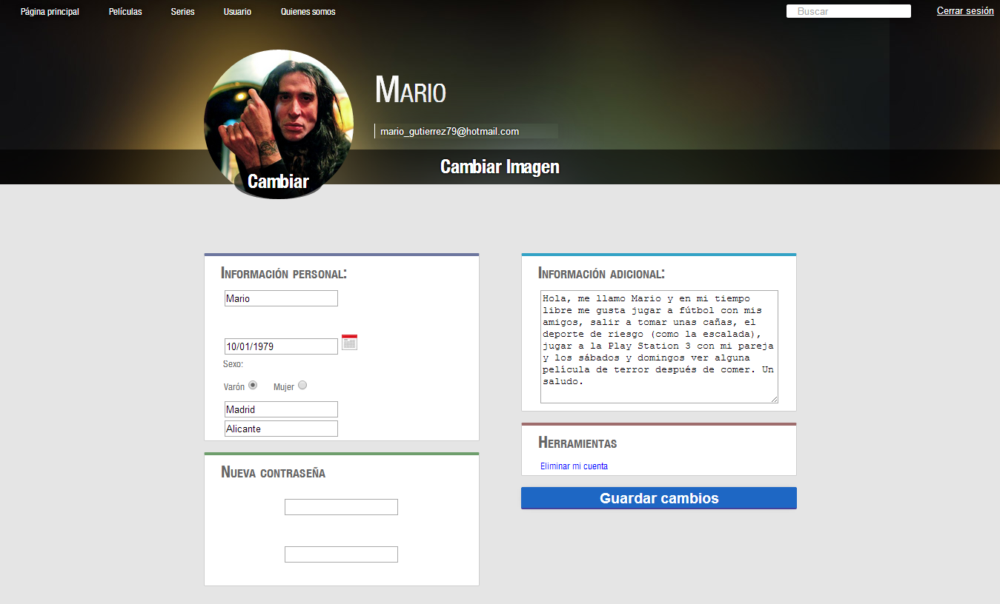 Página principal Películas Series Usuario Quienes somos Buscar Cerrar sesión
Mario
mario_gutierrez79@hotmail.com
Cambiar Imagen
Cambiar
Información personal:
Mario
10/01/1979
Sexo:
Varón Mujer
Madrid
Alicante
Nueva contraseña
Información adicional:
Hola, me llamo Mario y en mi tiempo
libre me gusta jugar a fútbol con mis
amigos, salir a tomar unas cañas, el
deporte de riesgo (como la escalada),
jugar a la Play Station 3 con mi pareja
y los sábados y domingos ver alguna
película de terror después de comer. Un
saludo.
Herramientas
Eliminar mi cuenta
Guardar cambios